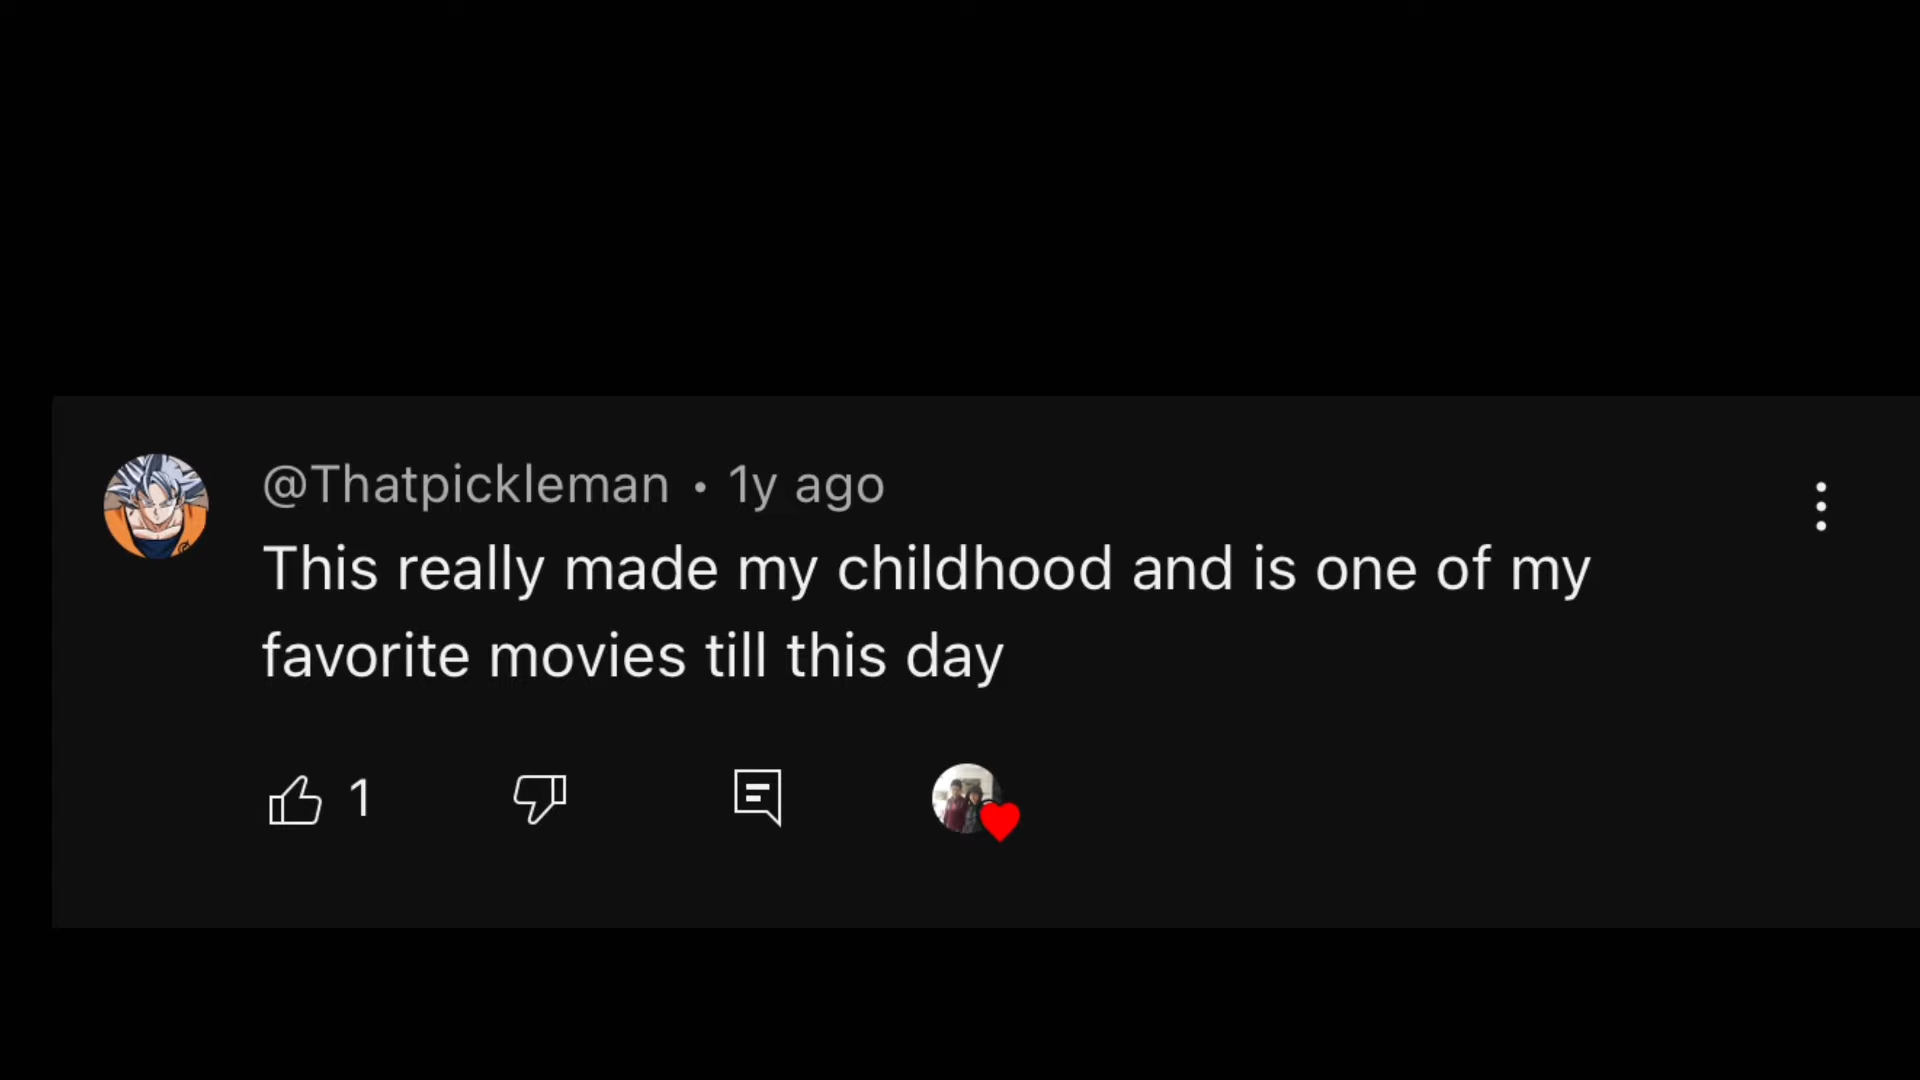 @Thatpickleman • 1y ago
This really made my childhood and is one of my
favorite movies till this day
1